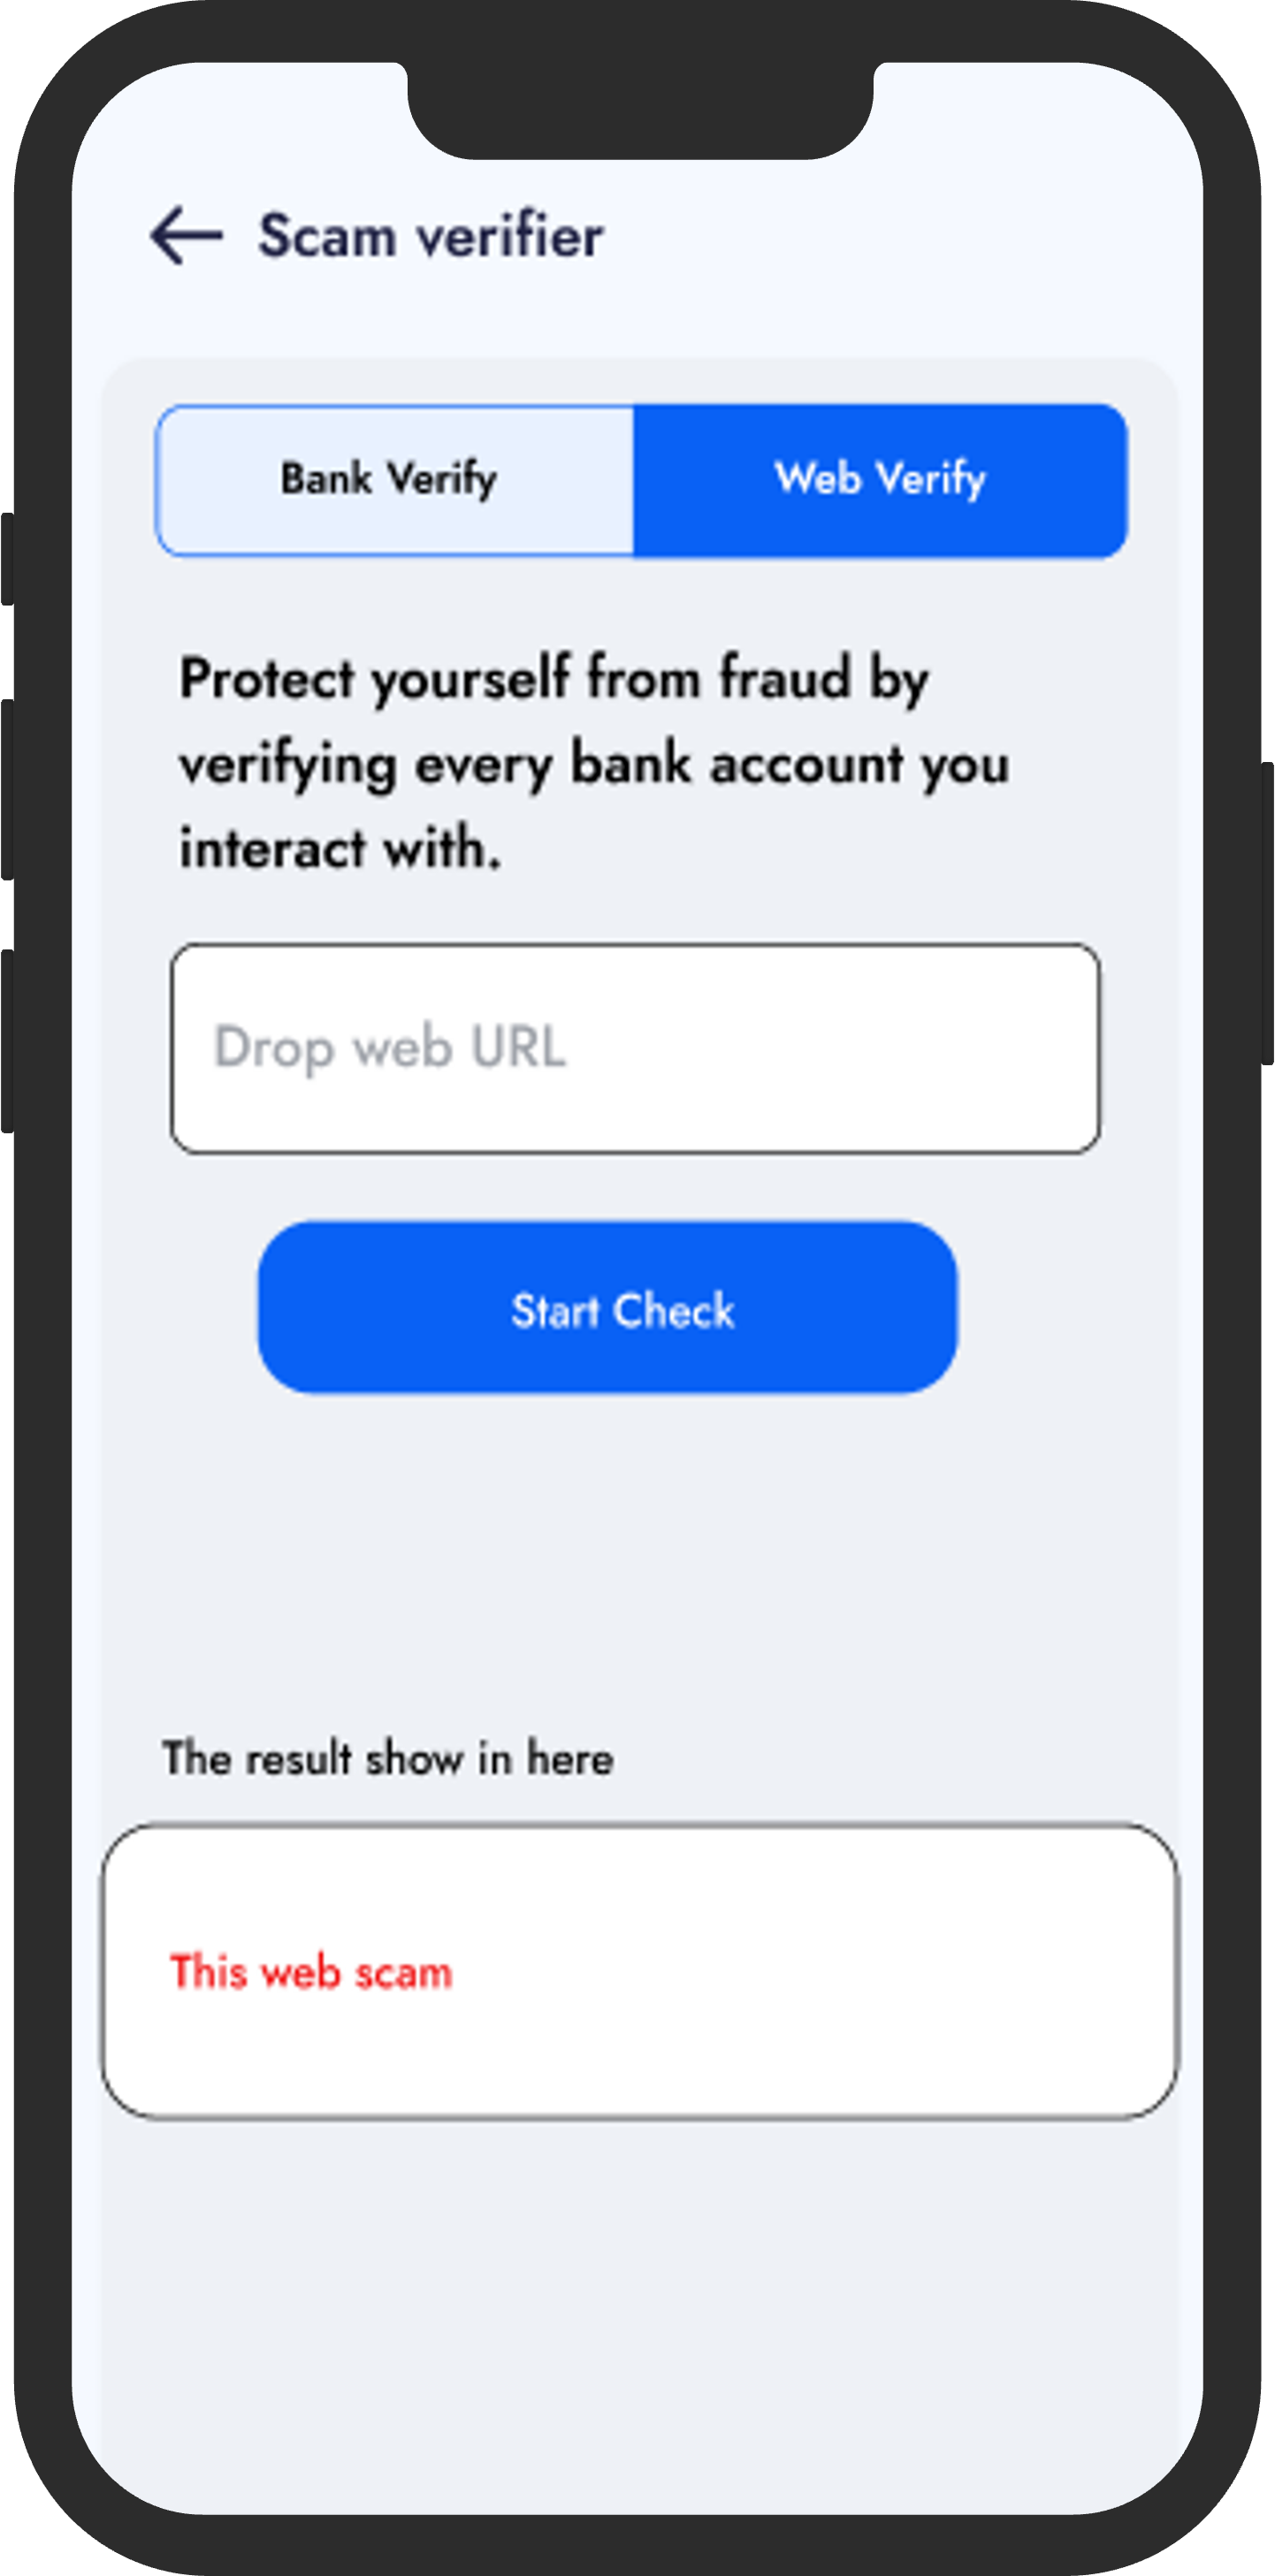 Scam verifier
Bank Verify
Web Verify
Protect yourself from fraud by
verifying every bank account you
interact with.
Drop web URL
Start Check
The result show in here
This web scam